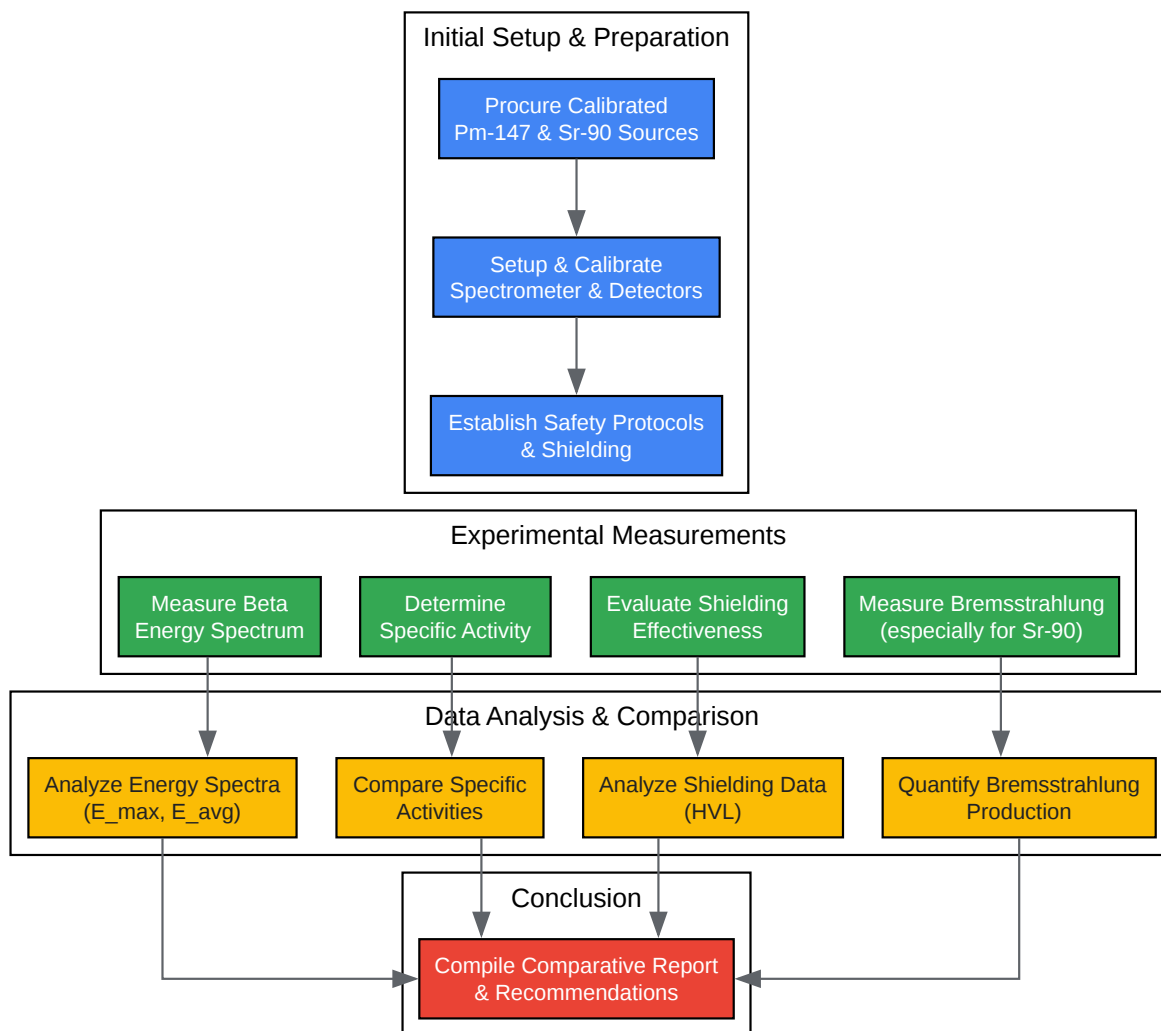 Initial Setup & Preparation
Procure Calibrated
Pm-147 & Sr-90 Sources
Setup & Calibrate
Spectrometer & Detectors
Establish Safety Protocols
& Shielding
Experimental Measurements
Measure Beta
Energy Spectrum
Determine
Specific Activity
Evaluate Shielding
Effectiveness
Measure Bremsstrahlung
(especially for Sr-90)
Data Analysis & Comparison
Analyze Energy Spectra
(E_max, E_avg)
Compare Specific
Activities
Analyze Shielding Data
(HVL)
Quantify Bremsstrahlung
Production
Conclusion
Compile Comparative Report
& Recommendations